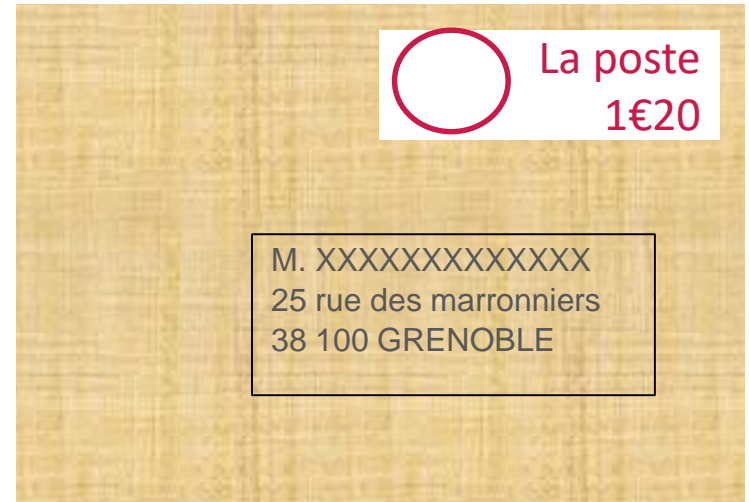 La poste
1€20
M. XXXXXXXXXXXXX
25 rue des marronniers
38 100 GRENOBLE